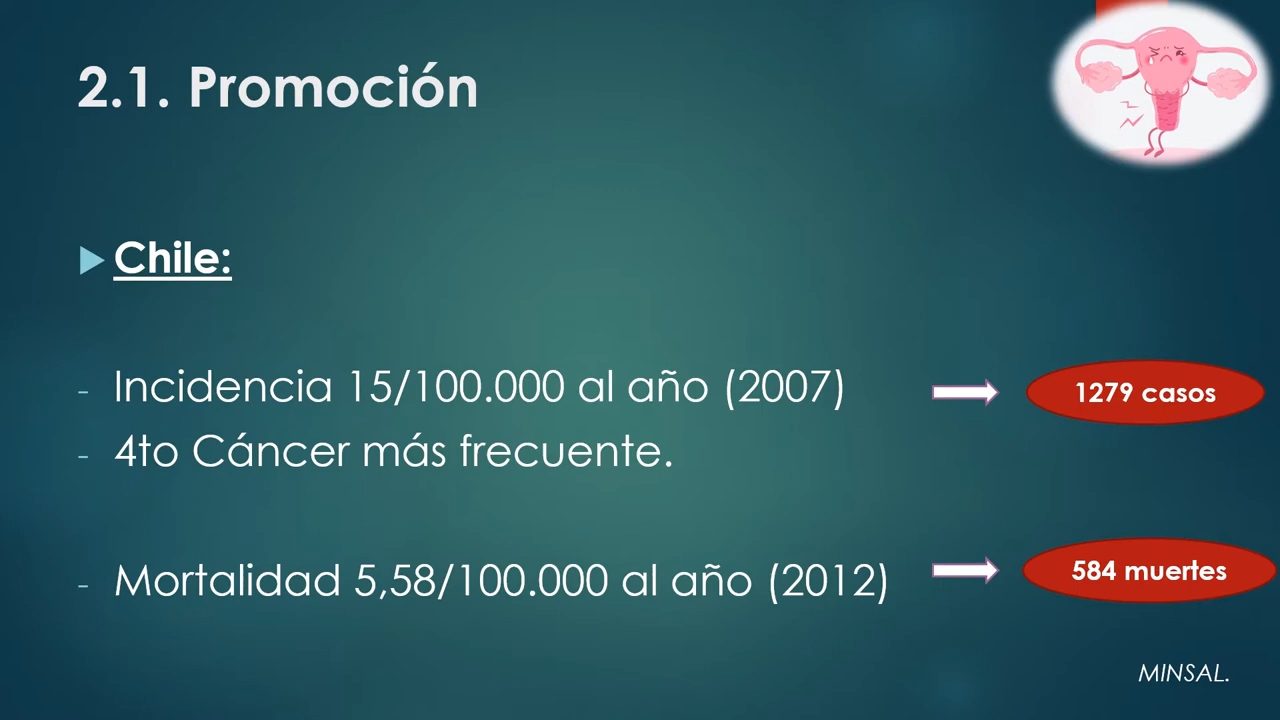 2.1. Promoción
Chile:
- Incidencia 15/100.000 al año (2007)
1279 casos
- 4to Cáncer más frecuente.
- Mortalidad 5,58/100.000 al año (2012)
584 muertes
MINSAL.